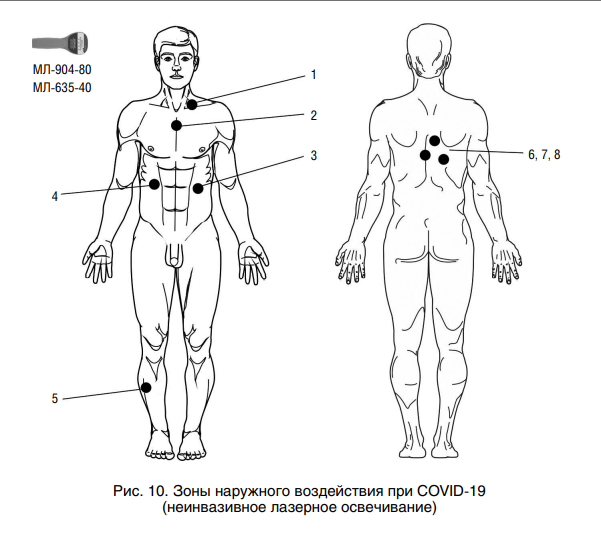 МЛ-904-80
МЛ-635-40
1
2
3
4
5
6, 7, 8
Рис. 10. Зоны наружного воздействия при COVID-19
(неинвазивное лазерное освечивание)